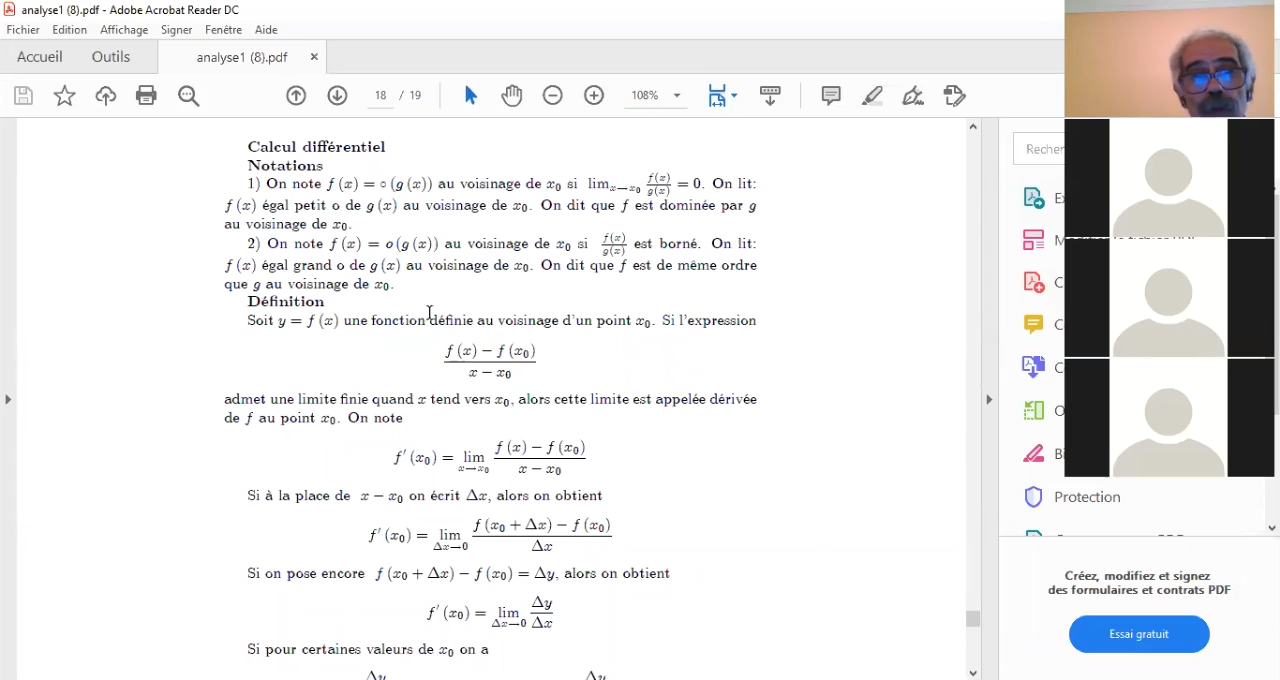 analyse1 (8).pdf - Adobe Acrobat Reader DC
Fichier Edition Affichage Signer Fenêtre Aide
Accueil Outils analyse1 (8).pdf ×
18 / 19 108%
Calcul différentiel
Notations
1) On note f (x) = ∘ (g (x)) au voisinage de x₀ si lim_{x→x₀} f(x)/g(x) = 0. On lit:
f (x) égal petit o de g (x) au voisinage de x₀. On dit que f est dominée par g
au voisinage de x₀.
2) On note f (x) = o (g (x)) au voisinage de x₀ si f(x)/g(x) est borné. On lit:
f (x) égal grand o de g (x) au voisinage de x₀. On dit que f est de même ordre
que g au voisinage de x₀.
Définition
Soit y = f (x) une fonction définie au voisinage d'un point x₀. Si l'expression
(f (x) − f (x₀))/(x − x₀)
admet une limite finie quand x tend vers x₀, alors cette limite est appelée dérivée
de f au point x₀. On note
f′ (x₀) = lim_{x→x₀} (f (x) − f (x₀))/(x − x₀)
Si à la place de x − x₀ on écrit Δx, alors on obtient
f′ (x₀) = lim_{Δx→0} (f (x₀ + Δx) − f (x₀))/Δx
Si on pose encore f (x₀ + Δx) − f (x₀) = Δy, alors on obtient
f′ (x₀) = lim_{Δx→0} Δy/Δx
Si pour certaines valeurs de x₀ on a
Δy Δy
Recher
Protection
Créez, modifiez et signez
des formulaires et contrats PDF
Essai gratuit